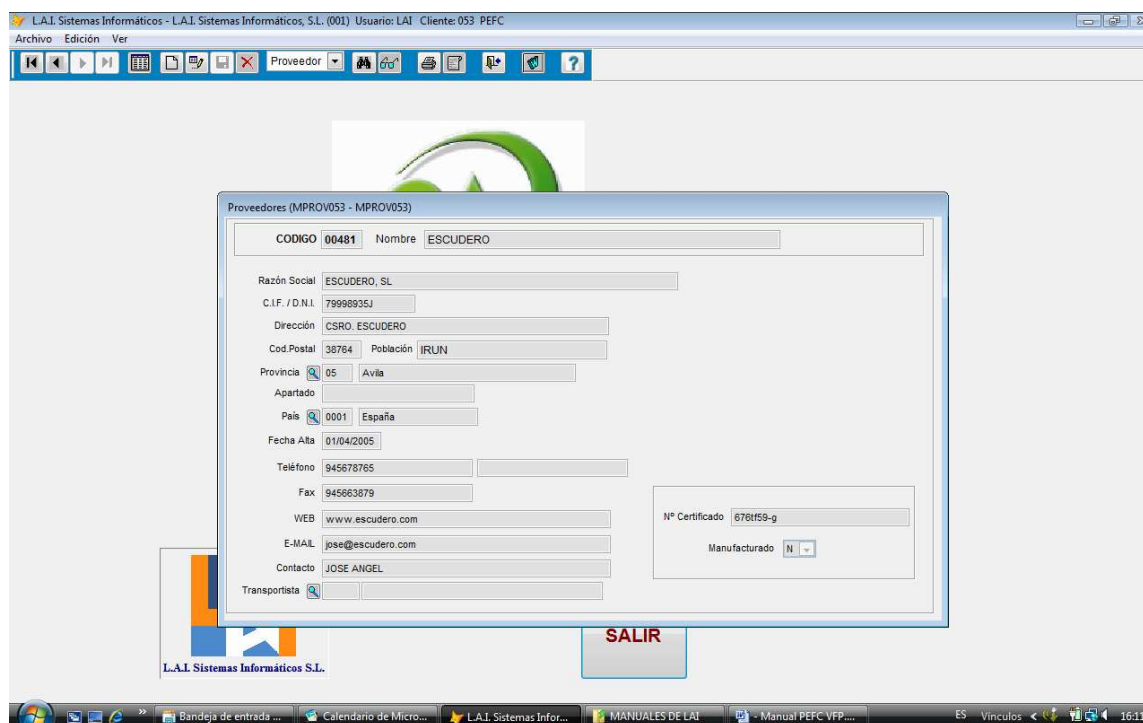 L.A.I. Sistemas Informáticos - L.A.I. Sistemas Informáticos, S.L. (001) Usuario: LAI Cliente: 053 PEFC
Archivo Edición Ver
Proveedor
Proveedores (MPROV053 - MPROV053)
CODIGO 00481 Nombre ESCUDERO
Razón Social ESCUDERO, SL
C.I.F. / D.N.I. 79998935J
Dirección CSRO. ESCUDERO
Cod.Postal 38764 Población IRUN
Provincia 05 Avila
Apartado
País 0001 España
Fecha Alta 01/04/2005
Teléfono 945678765
Fax 945663879
WEB www.escudero.com
Nº Certificado 676tf59-g
E-MAIL jose@escudero.com
Manufacturado N
Contacto JOSE ANGEL
Transportista
SALIR
L.A.I. Sistemas Informáticos S.L.
Bandeja de entrada ... Calendario de Micro... L.A.I. Sistemas Infor... MANUALES DE LAI - Manual PEFC VFP.... ES Vínculos